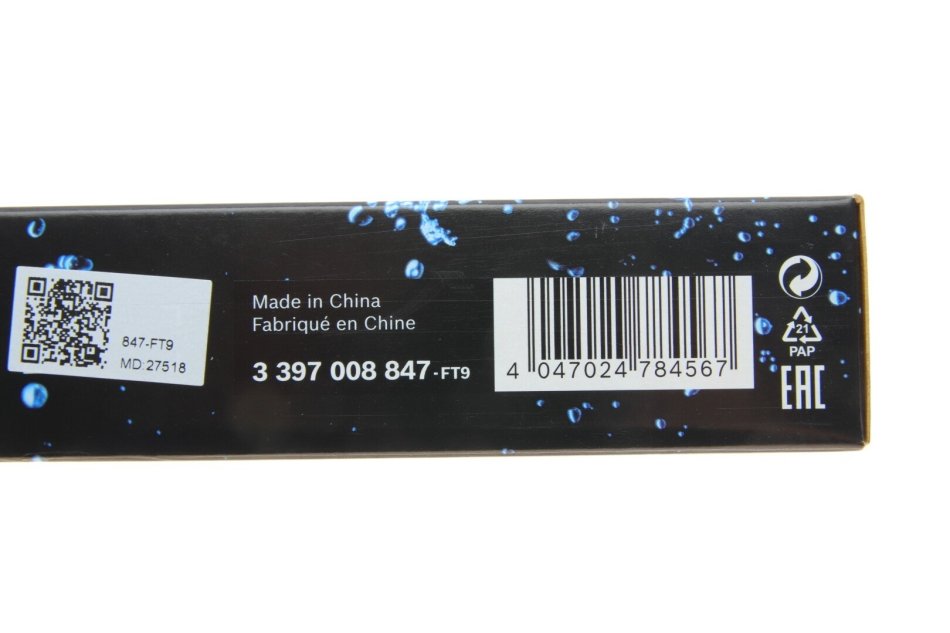 847-FT9
MD:27518
Made in China
Fabriqué en Chine
3 397 008 847-FT9
4 047024 784567
21
PAP
EAC